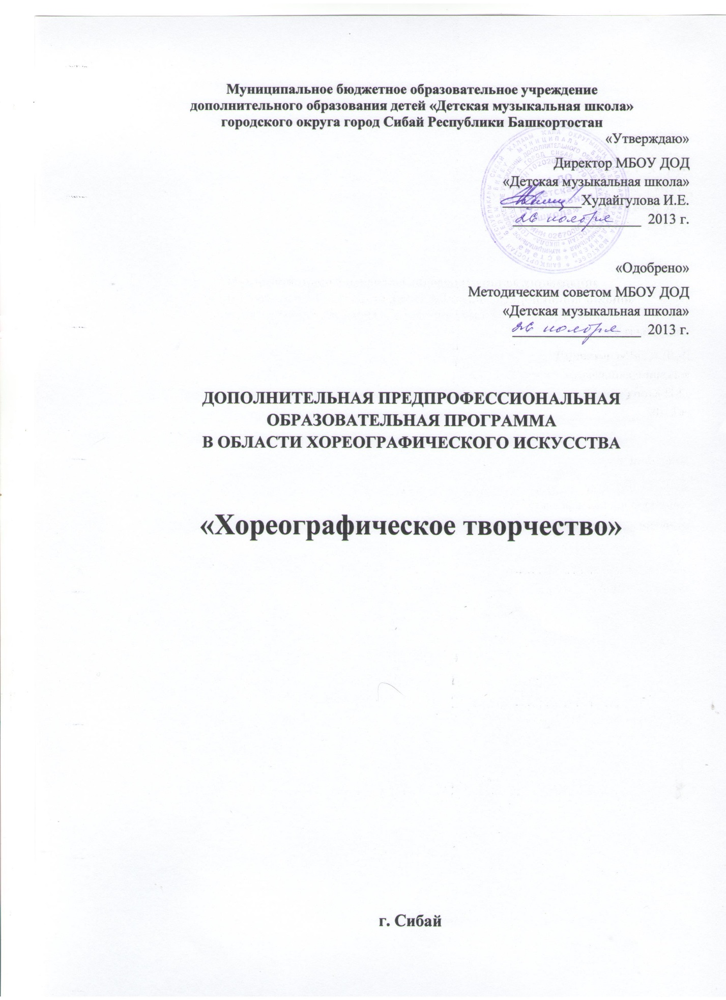 Муниципальное бюджетное образовательное учреждение
дополнительного образования детей «Детская музыкальная школа»
городского округа город Сибай Республики Башкортостан
«Утверждаю»
Директор МБОУ ДОД
«Детская музыкальная школа»
Худайгулова И.Е.
26 ноября 2013 г.
«Одобрено»
Методическим советом МБОУ ДОД
«Детская музыкальная школа»
26 ноября 2013 г.
ДОПОЛНИТЕЛЬНАЯ ПРЕДПРОФЕССИОНАЛЬНАЯ
ОБРАЗОВАТЕЛЬНАЯ ПРОГРАММА
В ОБЛАСТИ ХОРЕОГРАФИЧЕСКОГО ИСКУССТВА
«Хореографическое творчество»
г. Сибай